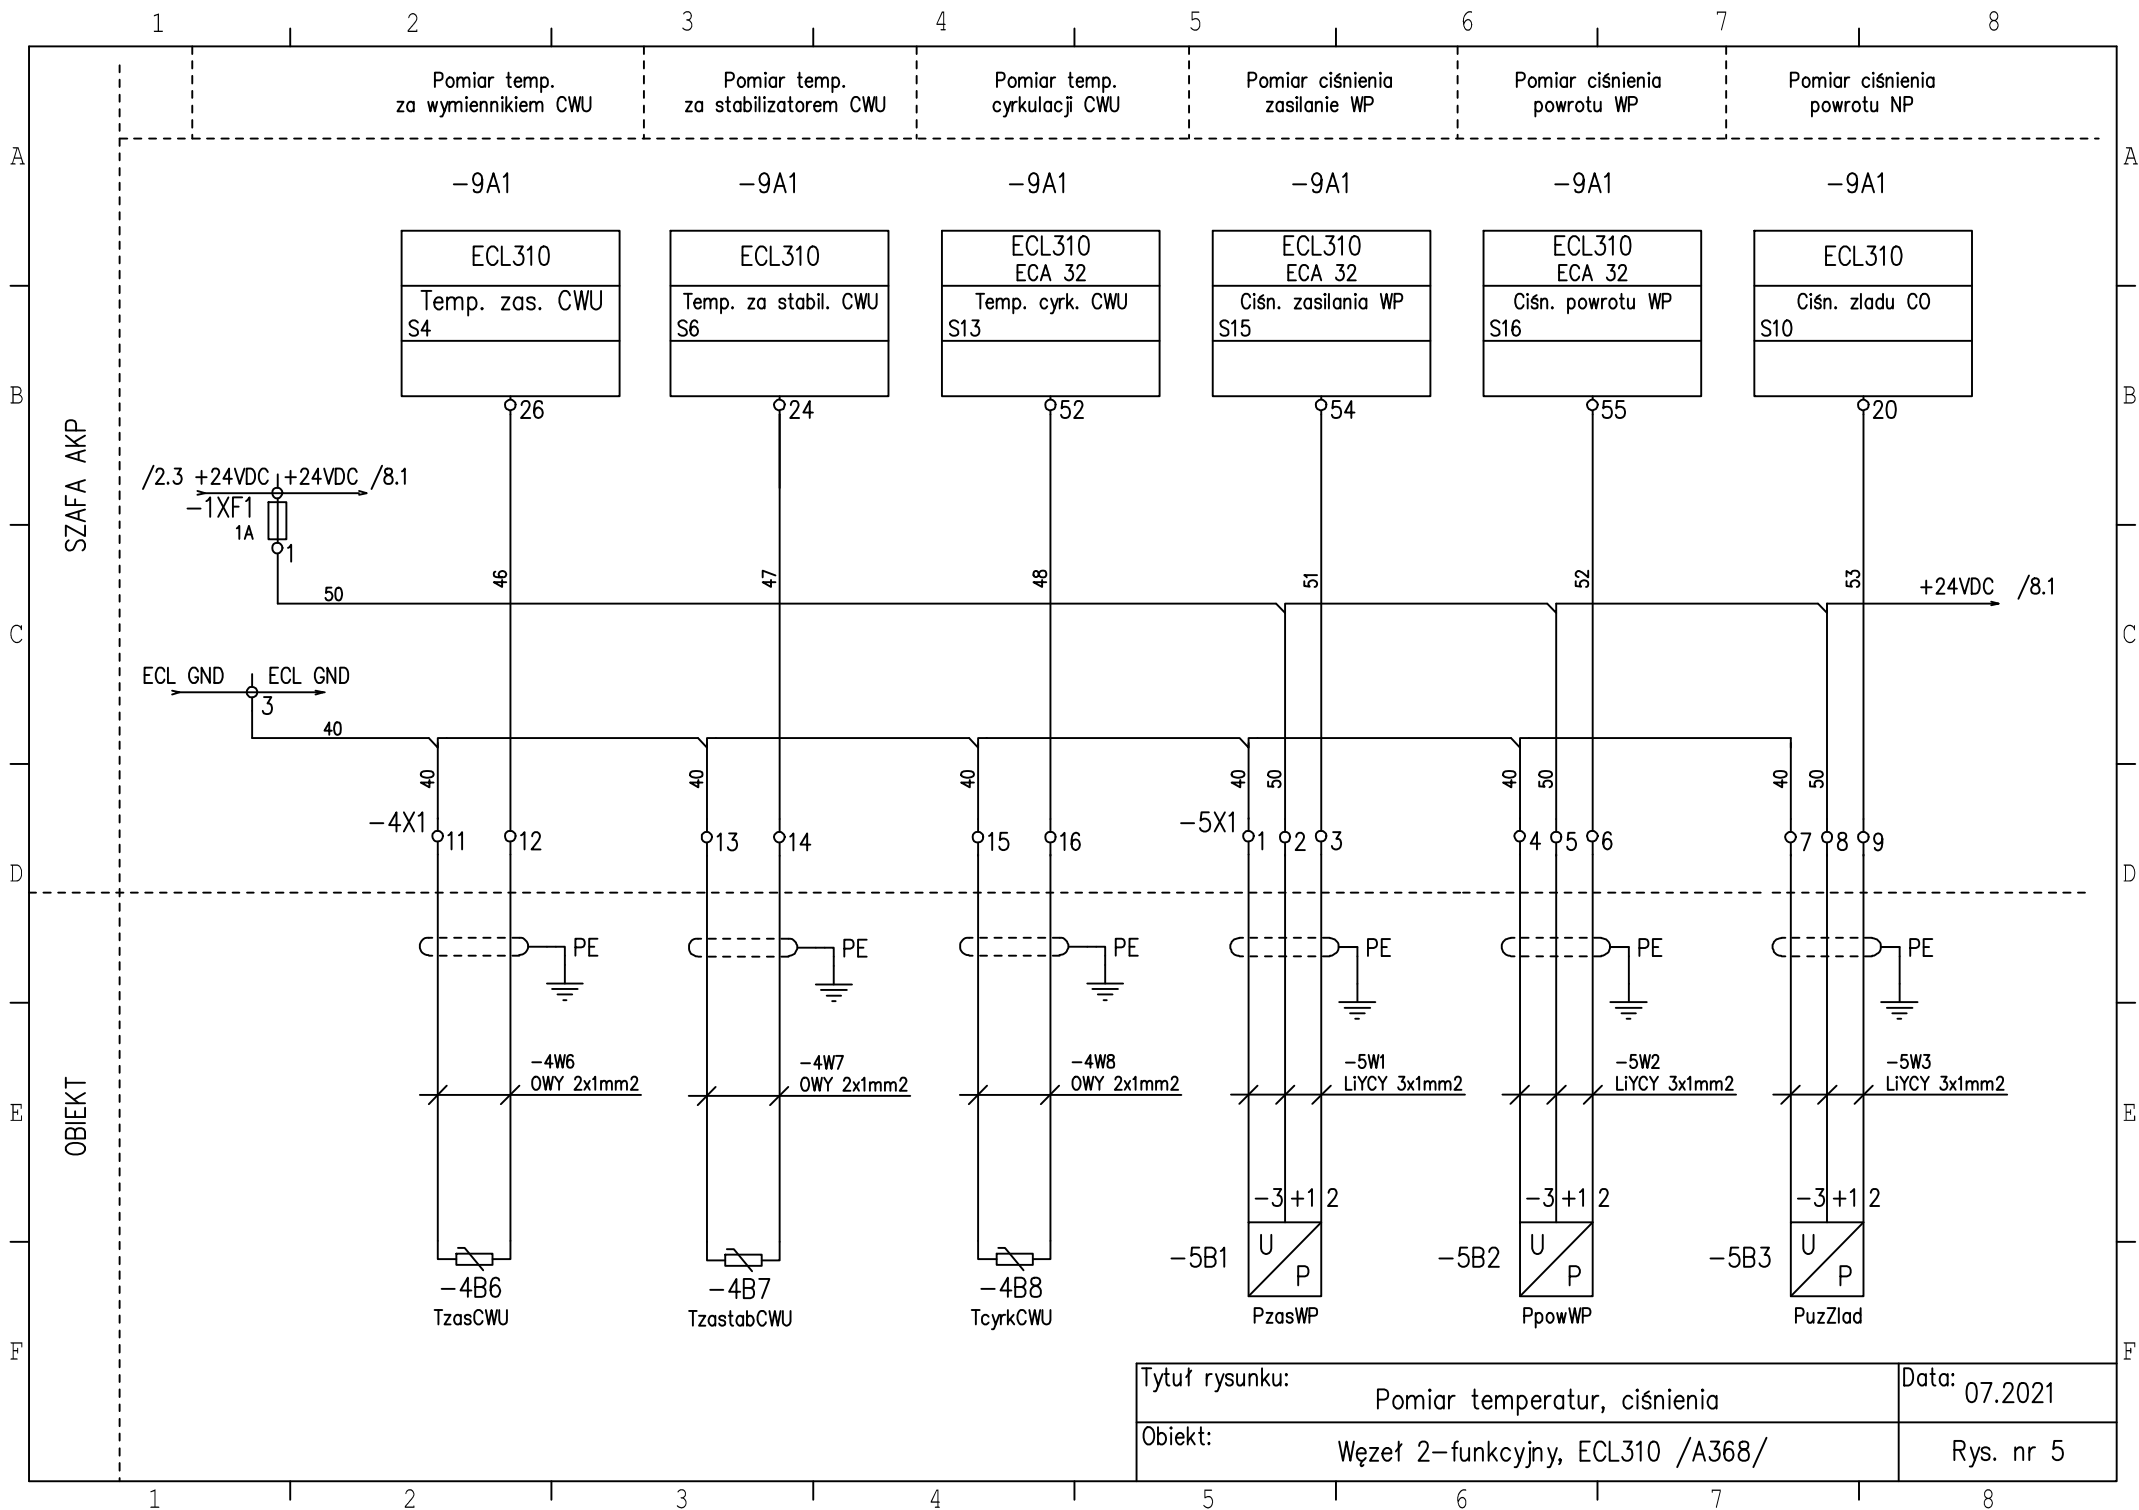 1 2 3 4 5 6 7 8
Pomiar temp. Pomiar temp. Pomiar temp. Pomiar ciśnienia Pomiar ciśnienia Pomiar ciśnienia
za wymiennikiem CWU za stabilizatorem CWU cyrkulacji CWU zasilanie WP powrotu WP powrotu NP
A A
-9A1 -9A1 -9A1 -9A1 -9A1 -9A1
ECL310 ECL310 ECL310 ECL310 ECL310 ECL310
ECA 32 ECA 32 ECA 32
Temp. zas. CWU Temp. za stabil. CWU Temp. cyrk. CWU Ciśn. zasilania WP Ciśn. powrotu WP Ciśn. zladu CO
S4 S6 S13 S15 S16 S10
B B
26 24 52 54 55 20
SZAFA AKP
/2.3 +24VDC +24VDC /8.1
-1XF1
1A
1
46 47 48 51 52 53
50 +24VDC /8.1
C C
ECL GND ECL GND
3
40
40 40 40 40 50 40 50 40 50
-4X1 11 12 13 14 15 16 -5X1 1 2 3 4 5 6 7 8 9
D D
PE PE PE PE PE PE
-4W6 -4W7 -4W8 -5W1 -5W2 -5W3
OWY 2x1mm2 OWY 2x1mm2 OWY 2x1mm2 LiYCY 3x1mm2 LiYCY 3x1mm2 LiYCY 3x1mm2
E E
OBIEKT
-3 +1 2 -3 +1 2 -3 +1 2
-5B1 U P -5B2 U P -5B3 U P
-4B6 -4B7 -4B8
TzasCWU TzastabCWU TcyrkCWU PzasWP PpowWP PuzZlad
F F
Tytuł rysunku: Data:
Pomiar temperatur, ciśnienia 07.2021
Obiekt:
Węzeł 2-funkcyjny, ECL310 /A368/ Rys. nr 5
1 2 3 4 5 6 7 8